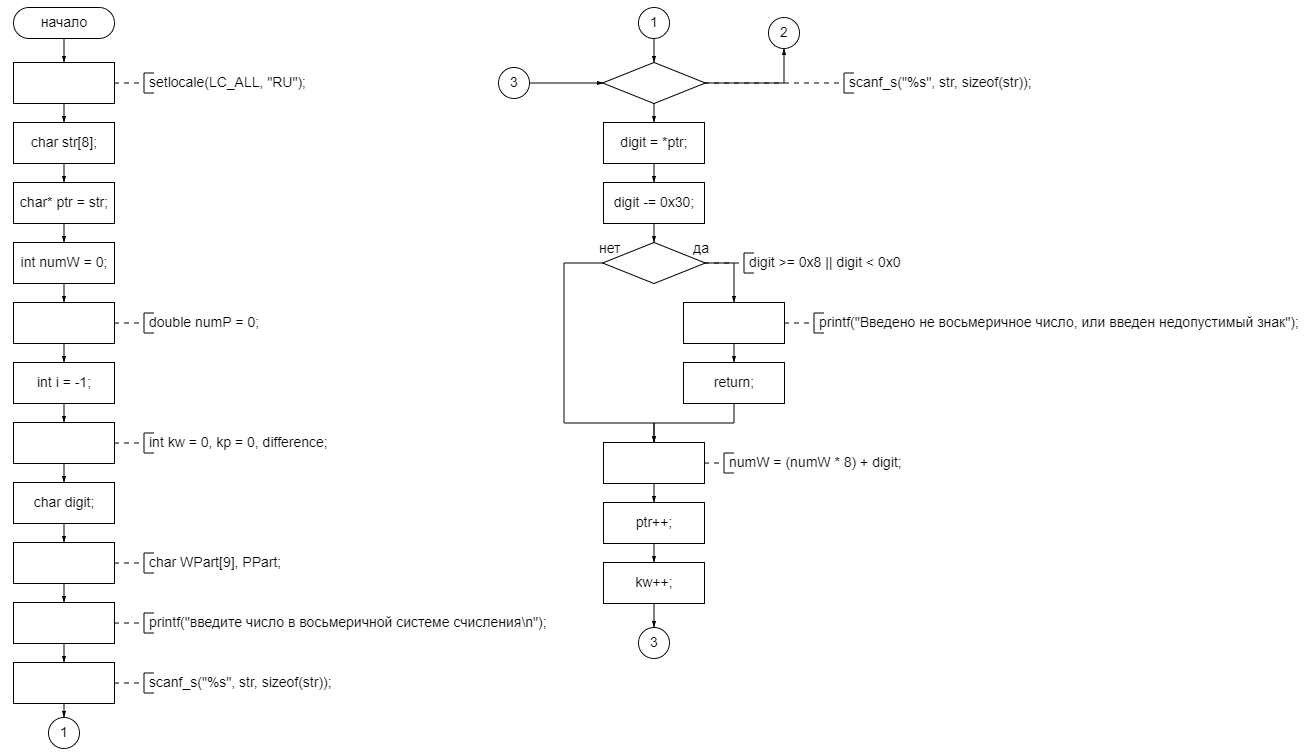 начало
setlocale(LC_ALL, "RU");
char str[8];
char* ptr = str;
int numW = 0;
double numP = 0;
int i = -1;
int kw = 0, kp = 0, difference;
char digit;
char WPart[9], PPart;
printf("введите число в восьмеричной системе счисления\n");
scanf_s("%s", str, sizeof(str));
1
1
2
3
scanf_s("%s", str, sizeof(str));
digit = *ptr;
digit -= 0x30;
нет
да
digit >= 0x8 || digit < 0x0
printf("Введено не восьмеричное число, или введен недопустимый знак");
return;
numW = (numW * 8) + digit;
ptr++;
kw++;
3